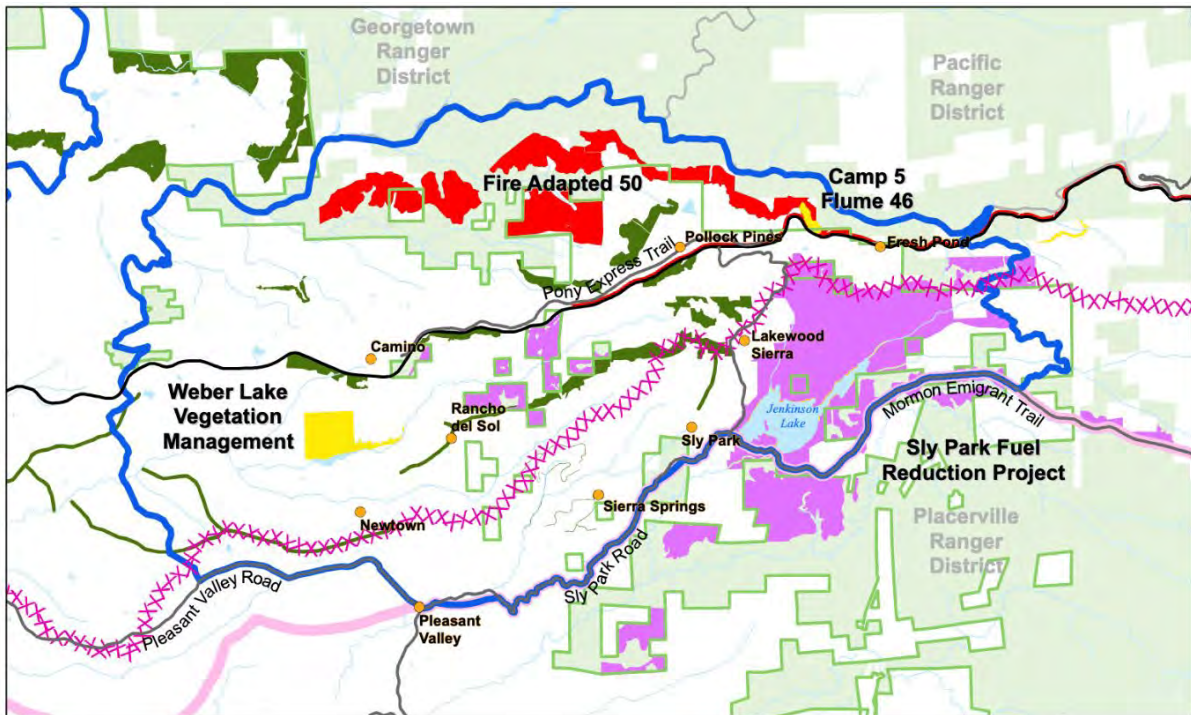 Georgetown
Ranger
District
Pacific
Ranger
District
Fire Adapted 50
Camp 5
Flume 46
Pollock Pines
Fresh Pond
Pony Express Trail
Camino
Lakewood
Sierra
Weber Lake
Vegetation
Management
Rancho
del Sol
Jenkinson
Lake
Mormon Emigrant Trail
Sly Park
Sly Park Fuel
Reduction Project
Sierra Springs
Newtown
Placerville
Ranger
District
Sly Park Road
Pleasant Valley Road
Pleasant
Valley